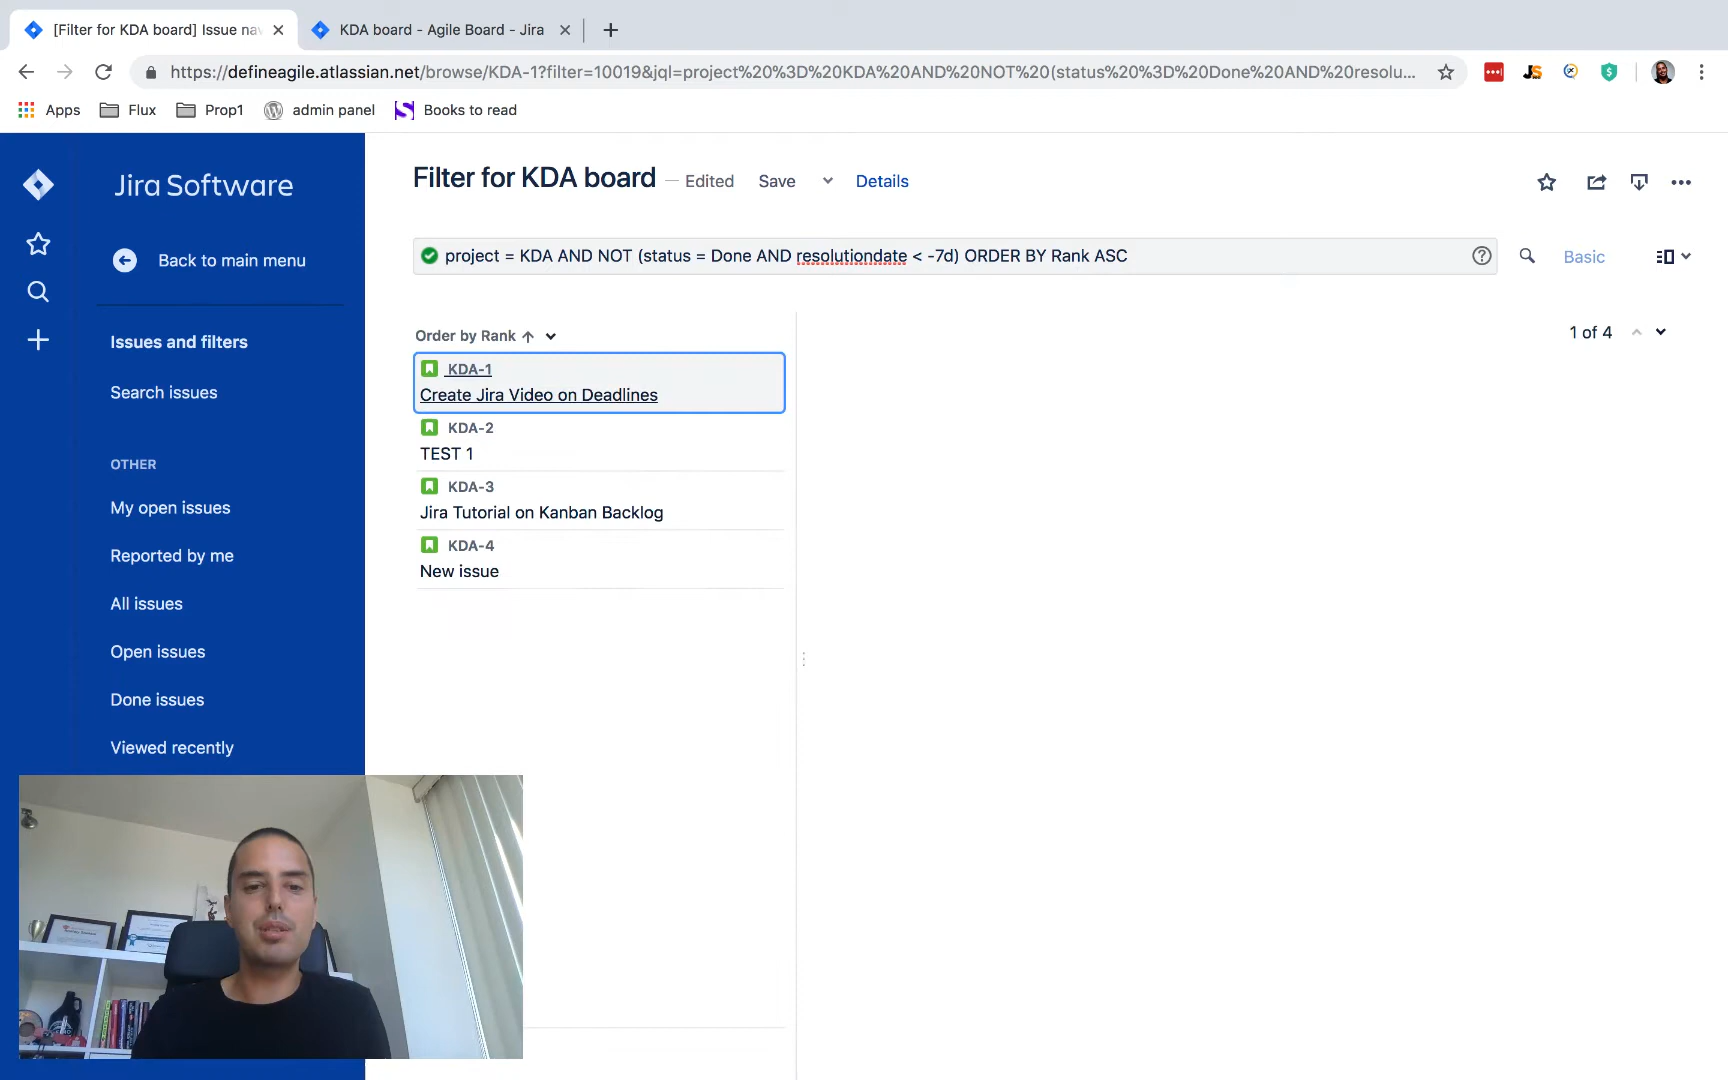 [Filter for KDA board] Issue na
KDA board - Agile Board - Jira
https://defineagile.atlassian.net/browse/KDA-1?filter=10019&jql=project%20%3D%20KDA%20AND%20NOT%20(status%20%3D%20Done%20AND%20resolu...
JS
Apps
Flux
Prop1
admin panel
Books to read
Jira Software
Back to main menu
Issues and filters
Search issues
OTHER
My open issues
Reported by me
All issues
Open issues
Done issues
Viewed recently
Filter for KDA board — Edited Save Details
project = KDA AND NOT (status = Done AND resolutiondate < -7d) ORDER BY Rank ASC
Basic
Order by Rank
1 of 4
KDA-1
Create Jira Video on Deadlines
KDA-2
TEST 1
KDA-3
Jira Tutorial on Kanban Backlog
KDA-4
New issue